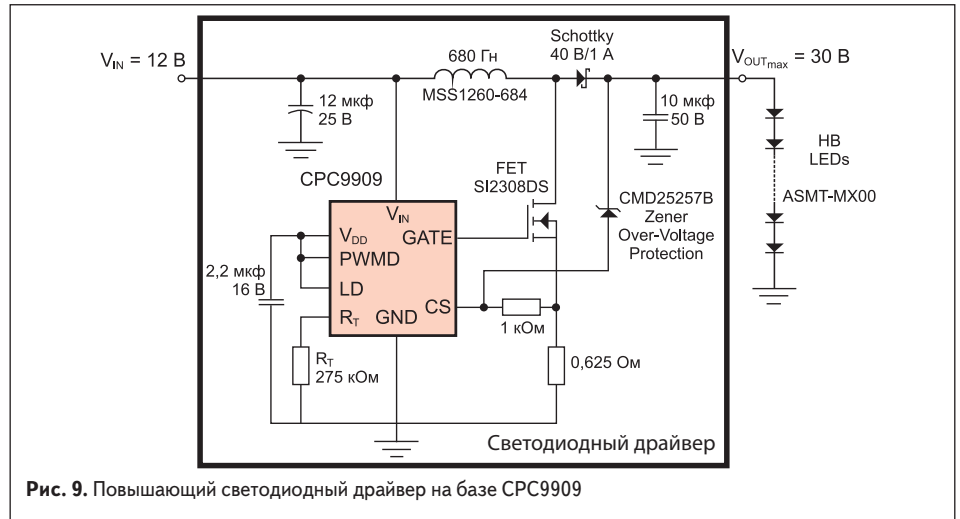 V_IN = 12 В
12 мкф
25 В
680 Гн
MSS1260-684
Schottky
40 В/1 А
V_OUTmax = 30 В
10 мкф
50 В
HB
LEDs
ASMT-MX00
FET
SI2308DS
CMD25257B
Zener
Over-Voltage
Protection
CPC9909
V_IN
V_DD
GATE
PWMD
LD
CS
R_T
GND
2,2 мкф
16 В
1 кОм
R_T
275 кОм
0,625 Ом
Светодиодный драйвер
Рис. 9. Повышающий светодиодный драйвер на базе CPC9909